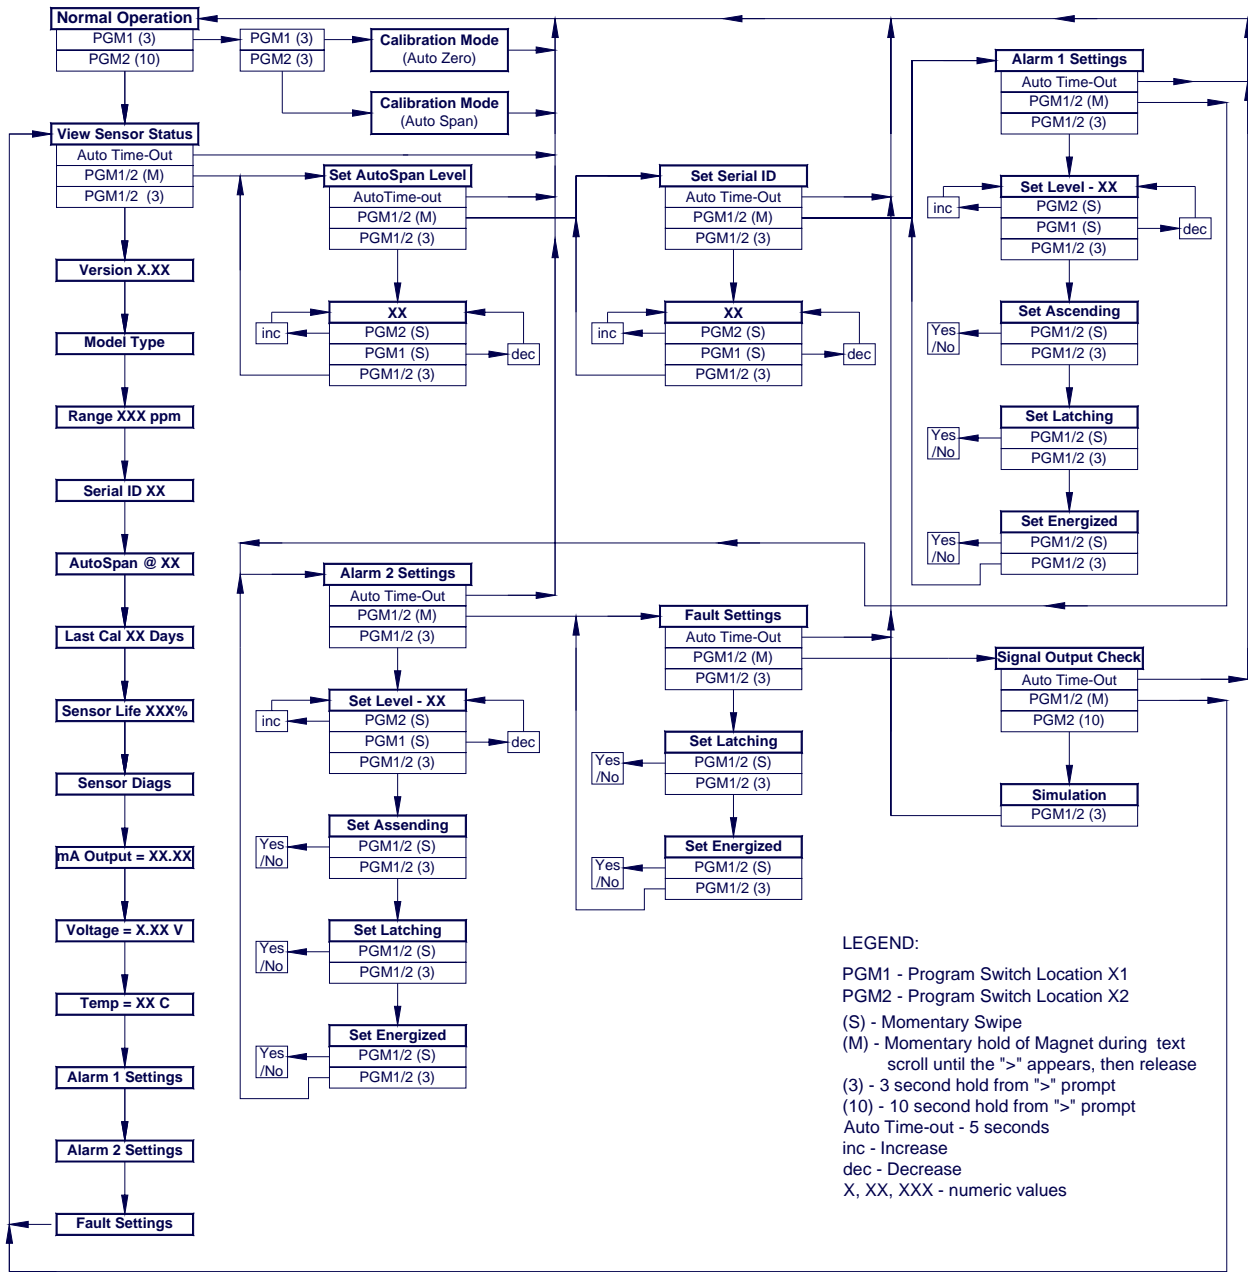 Normal Operation
PGM1 (3)
PGM2 (10)
PGM1 (3)
PGM2 (3)
Calibration Mode
(Auto Zero)
Calibration Mode
(Auto Span)
View Sensor Status
Auto Time-Out
PGM1/2 (M)
PGM1/2 (3)
Version X.XX
Model Type
Range XXX ppm
Serial ID XX
AutoSpan @ XX
Last Cal XX Days
Sensor Life XXX%
Sensor Diags
mA Output = XX.XX
Voltage = X.XX V
Temp = XX C
Alarm 1 Settings
Alarm 2 Settings
Fault Settings
Set AutoSpan Level
AutoTime-out
PGM1/2 (M)
PGM1/2 (3)
XX
PGM2 (S)
PGM1 (S)
PGM1/2 (3)
inc
dec
Set Serial ID
Auto Time-Out
PGM1/2 (M)
PGM1/2 (3)
XX
PGM2 (S)
PGM1 (S)
PGM1/2 (3)
inc
dec
Alarm 1 Settings
Auto Time-Out
PGM1/2 (M)
PGM1/2 (3)
Set Level - XX
PGM2 (S)
PGM1 (S)
PGM1/2 (3)
inc
dec
Set Ascending
PGM1/2 (S)
PGM1/2 (3)
Yes
/No
Set Latching
PGM1/2 (S)
PGM1/2 (3)
Yes
/No
Set Energized
PGM1/2 (S)
PGM1/2 (3)
Yes
/No
Alarm 2 Settings
Auto Time-Out
PGM1/2 (M)
PGM1/2 (3)
Set Level - XX
PGM2 (S)
PGM1 (S)
PGM1/2 (3)
inc
dec
Set Assending
PGM1/2 (S)
PGM1/2 (3)
Yes
/No
Set Latching
PGM1/2 (S)
PGM1/2 (3)
Yes
/No
Set Energized
PGM1/2 (S)
PGM1/2 (3)
Yes
/No
Fault Settings
Auto Time-Out
PGM1/2 (M)
PGM1/2 (3)
Set Latching
PGM1/2 (S)
PGM1/2 (3)
Yes
/No
Set Energized
PGM1/2 (S)
PGM1/2 (3)
Yes
/No
Signal Output Check
Auto Time-Out
PGM1/2 (M)
PGM2 (10)
Simulation
PGM1/2 (3)
LEGEND:
PGM1 - Program Switch Location X1
PGM2 - Program Switch Location X2
(S) - Momentary Swipe
(M) - Momentary hold of Magnet during text
scroll until the ">" appears, then release
(3) - 3 second hold from ">" prompt
(10) - 10 second hold from ">" prompt
Auto Time-out - 5 seconds
inc - Increase
dec - Decrease
X, XX, XXX - numeric values